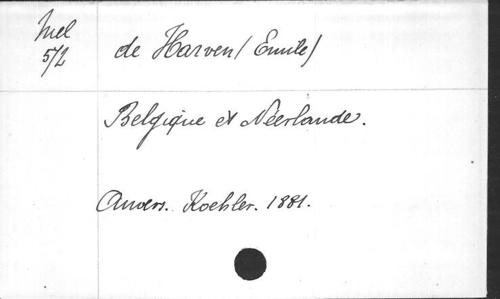 Mel de Harven (Emile)
5/2
Belgique et Néerlande.
Anvers. Koehler. 1881.